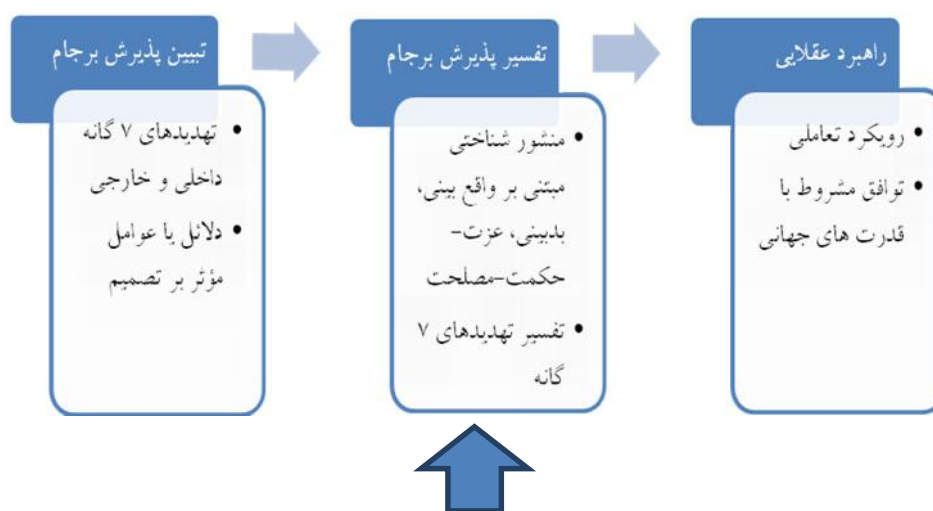 تبیین پذیرش برجام
تهدیدهای ۷ گانه
داخلی و خارجی
دلائل یا عوامل
مؤثر بر تصمیم
تفسیر پذیرش برجام
منشور شناختی
مبتنی بر واقع بینی،
بدبینی، عزت-
حکمت-مصلحت
تفسیر تهدیدهای ۷
گانه
راهبرد عقلایی
رویکرد تعاملی
توافق مشروط با
قدرت های جهانی